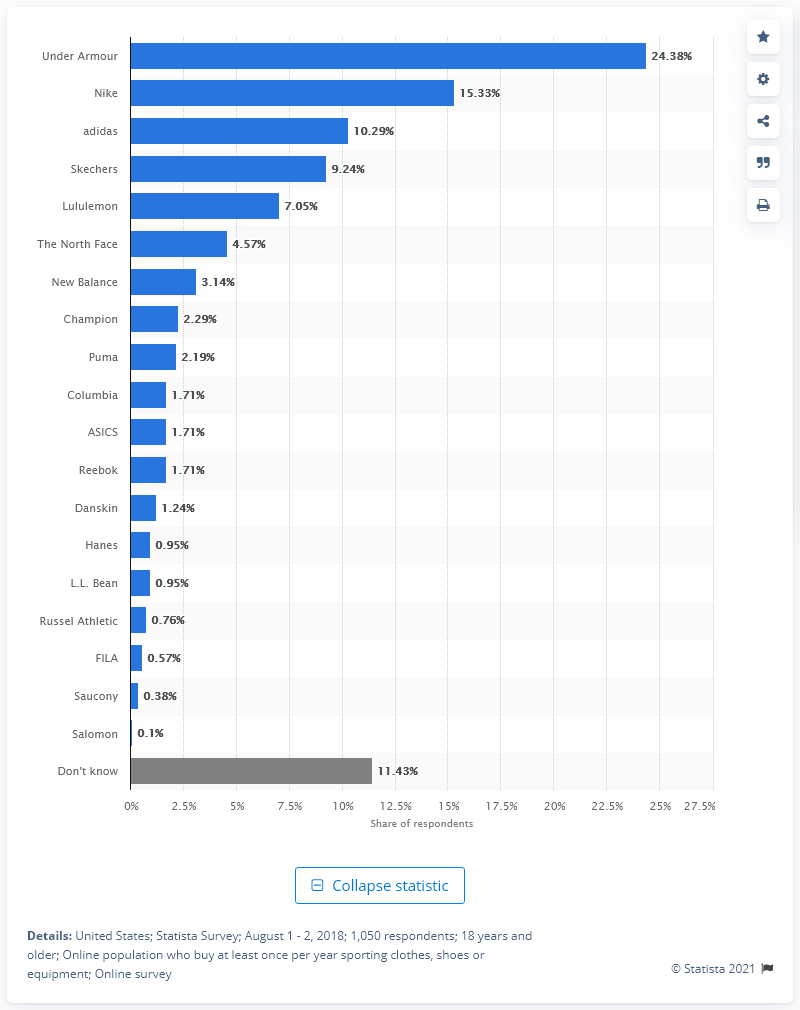 Under Armour 24.38%
Nike 15.33%
adidas 10.29%
Skechers 9.24%
Lululemon 7.05%
The North Face 4.57%
New Balance 3.14%
Champion 2.29%
Puma 2.19%
Columbia 1.71%
ASICS 1.71%
Reebok 1.71%
Danskin 1.24%
Hanes 0.95%
L.L. Bean 0.95%
Russel Athletic 0.76%
FILA 0.57%
Saucony 0.38%
Salomon 0.1%
Don't know 11.43%
0% 2.5% 5% 7.5% 10% 12.5% 15% 17.5% 20% 22.5% 25% 27.5%
Share of respondents
Collapse statistic
Details: United States; Statista Survey; August 1 - 2, 2018; 1,050 respondents; 18 years and
older; Online population who buy at least once per year sporting clothes, shoes or
equipment; Online survey
© Statista 2021